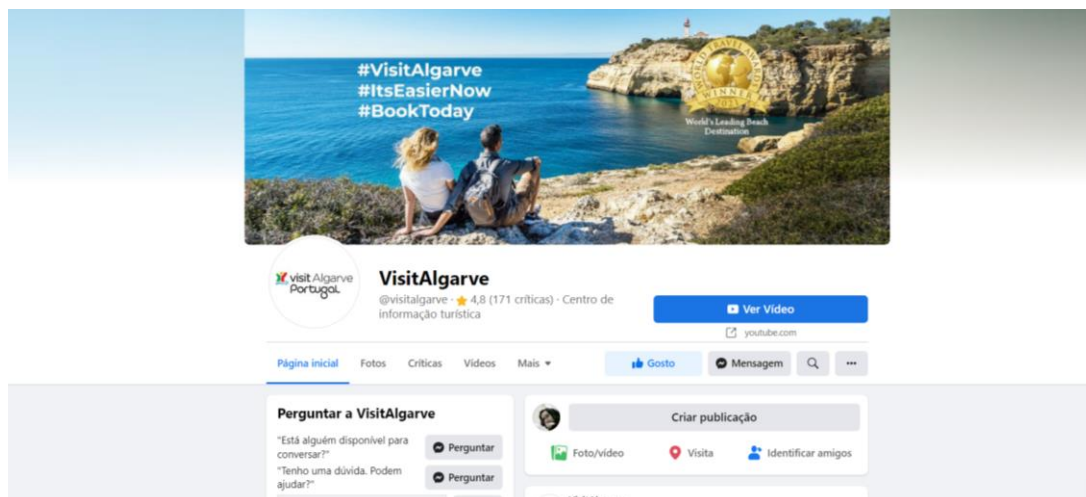 #VisitAlgarve
#ItsEasierNow
#BookToday
WORLD TRAVEL AWARDS
WINNER
2021
World's Leading Beach
Destination
visit Algarve
Portugal
VisitAlgarve
@visitalgarve · 4,8 (171 críticas) · Centro de
informação turística
Ver Vídeo
youtube.com
Página inicial Fotos Críticas Vídeos Mais
Gosto Mensagem
Perguntar a VisitAlgarve
"Está alguém disponível para
conversar?"
Perguntar
"Tenho uma dúvida. Podem
ajudar?"
Perguntar
Criar publicação
Foto/vídeo Visita Identificar amigos